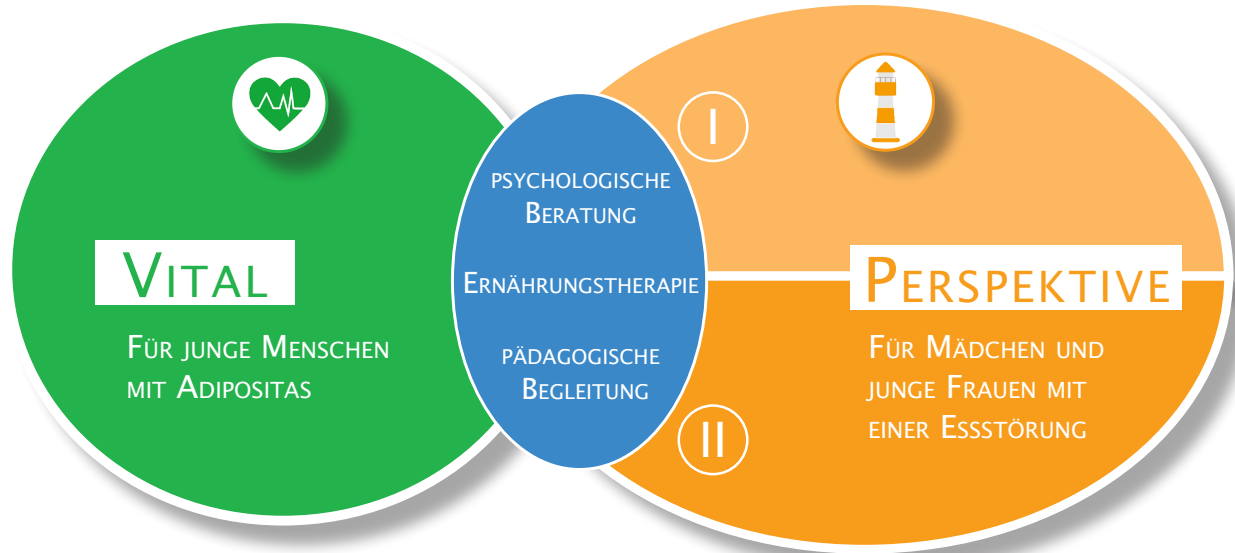 Vital
Für junge Menschen
mit Adipositas
psychologische
Beratung
Ernährungstherapie
pädagogische
Begleitung
I
II
Perspektive
Für Mädchen und
junge Frauen mit
einer Essstörung